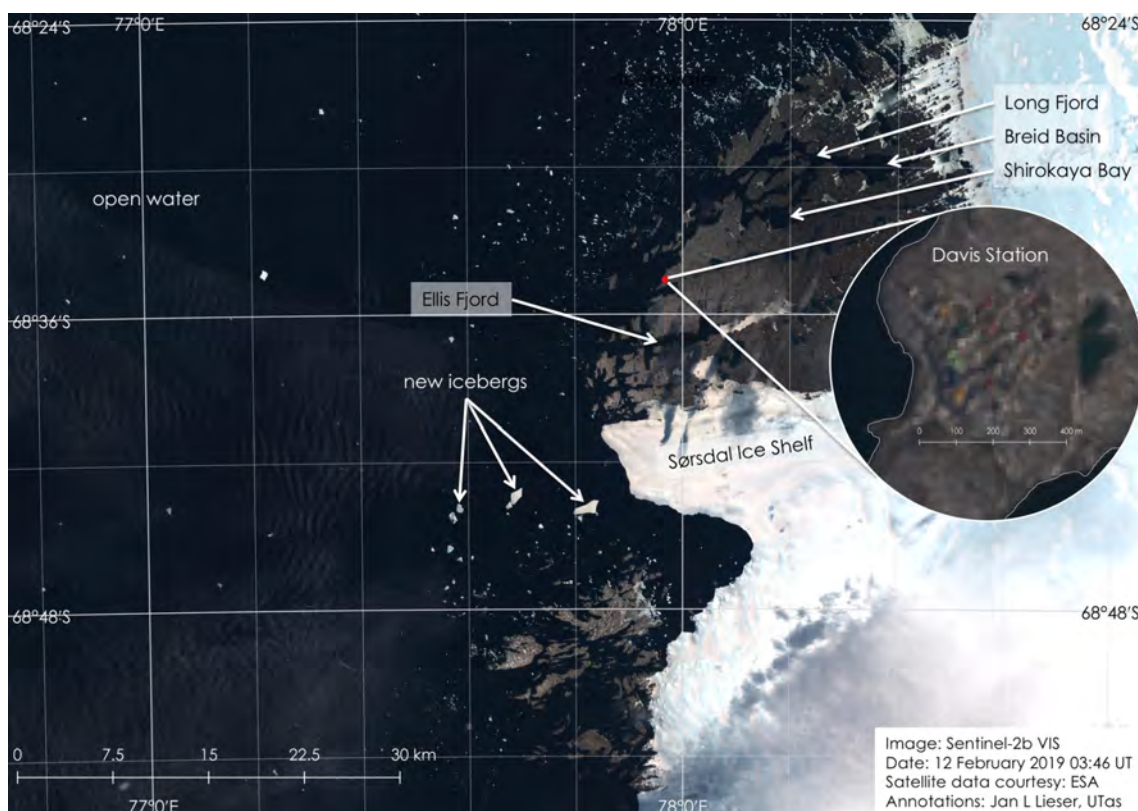 68°24'S
77°0'E
78°0'E
68°24'S
Long Fjord
Breid Basin
Shirokaya Bay
open water
Davis Station
Ellis Fjord
68°36'S
new icebergs
0 100 200 300 400 m
Sørsdal Ice Shelf
68°48'S
68°48'S
0 7.5 15 22.5 30 km
77°0'E
78°0'E
Image: Sentinel-2b VIS
Date: 12 February 2019 03:46 UT
Satellite data courtesy: ESA
Annotations: Jan L Lieser, UTas